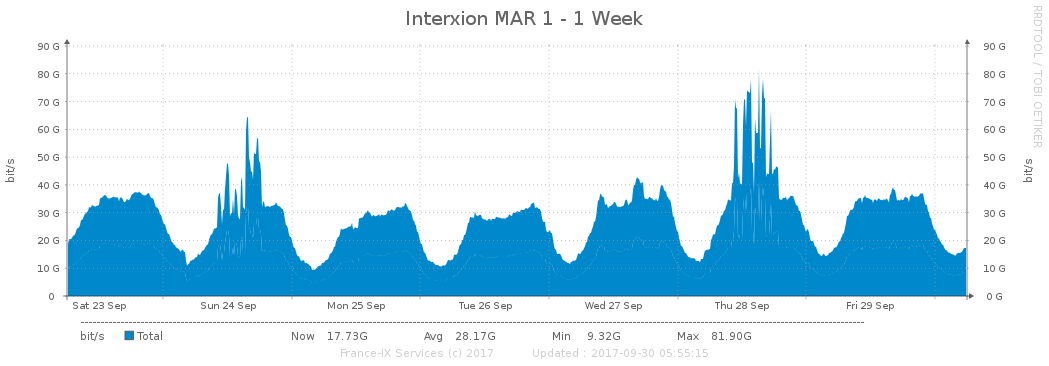 Interxion MAR 1 - 1 Week
RRDTOOL / TOBI OETIKER
90 G 90 G
80 G 80 G
70 G 70 G
60 G 60 G
50 G 50 G
40 G 40 G
30 G 30 G
20 G 20 G
10 G 10 G
0 0 G
bit/s bit/s
Sat 23 Sep Sun 24 Sep Mon 25 Sep Tue 26 Sep Wed 27 Sep Thu 28 Sep Fri 29 Sep
bit/s Total Now 17.73G Avg 28.17G Min 9.32G Max 81.90G
France-IX Services (c) 2017 Updated : 2017-09-30 05:55:15